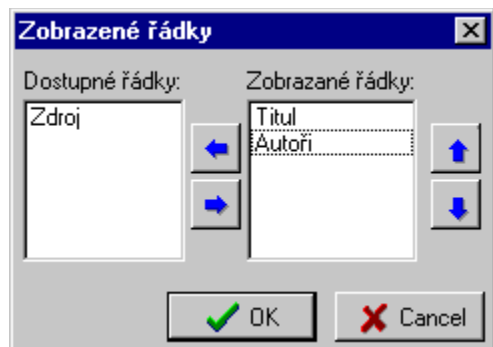 Zobrazené řádky
Dostupné řádky:
Zobrazané řádky:
Zdroj
Titul
Autoři
OK
Cancel